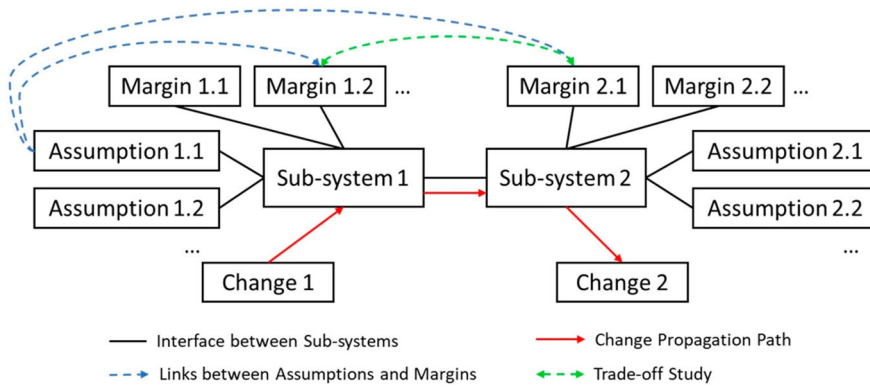 Margin 1.1
Margin 1.2
...
Margin 2.1
Margin 2.2
...
Assumption 1.1
Sub-system 1
Sub-system 2
Assumption 2.1
Assumption 1.2
Assumption 2.2
...
...
Change 1
Change 2
Interface between Sub-systems
Change Propagation Path
Links between Assumptions and Margins
Trade-off Study